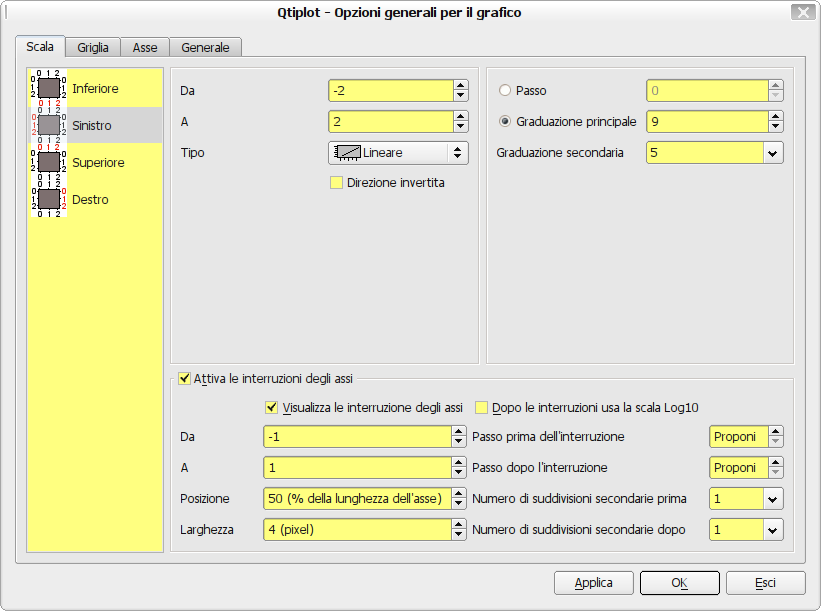 Qtiplot - Opzioni generali per il grafico
Scala Griglia Asse Generale
Inferiore
Sinistro
Superiore
Destro
Da -2
A 2
Tipo Lineare
Direzione invertita
Passo 0
Graduazione principale 9
Graduazione secondaria 5
Attiva le interruzioni degli assi
Visualizza le interruzione degli assi Dopo le interruzioni usa la scala Log10
Da -1 Passo prima dell'interruzione Proponi
A 1 Passo dopo l'interruzione Proponi
Posizione 50 (% della lunghezza dell'asse) Numero di suddivisioni secondarie prima 1
Larghezza 4 (pixel) Numero di suddivisioni secondarie dopo 1
Applica OK Esci